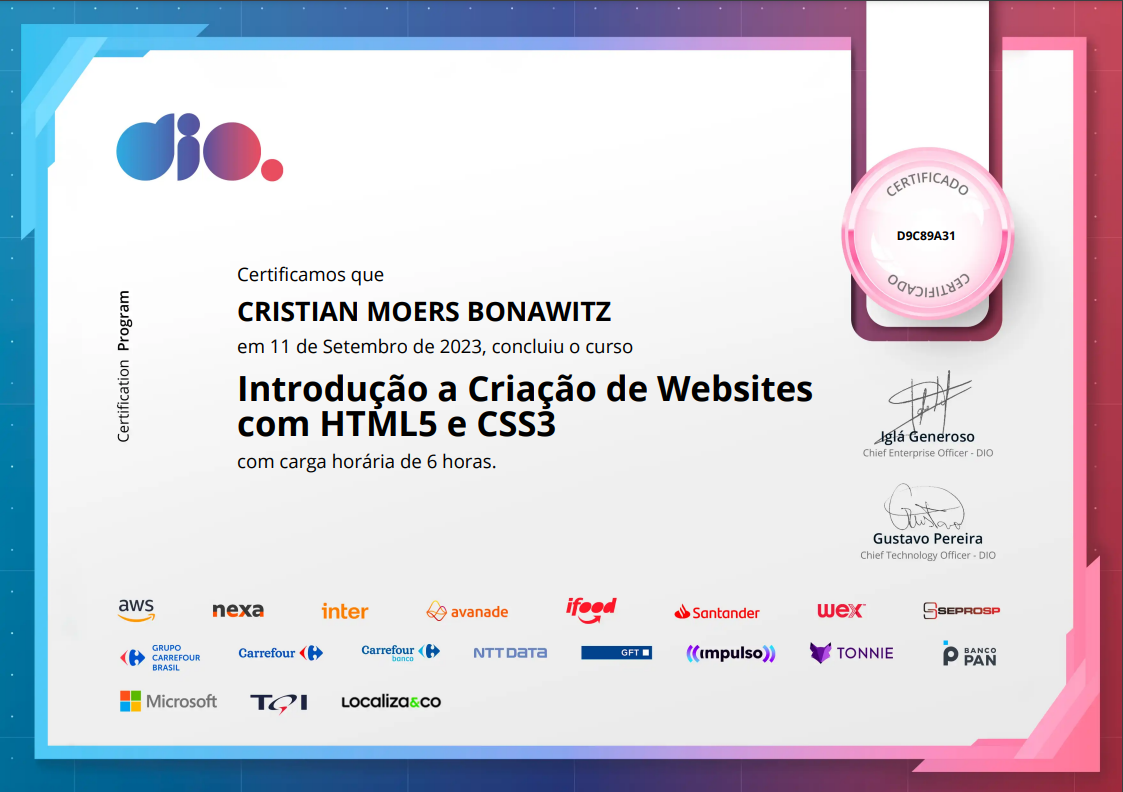 dio.
CERTIFICADO
D9C89A31
CERTIFICADO
Certification Program
Certificamos que
CRISTIAN MOERS BONAWITZ
em 11 de Setembro de 2023, concluiu o curso
Introdução a Criação de Websites
com HTML5 e CSS3
com carga horária de 6 horas.
Iglá Generoso
Chief Enterprise Officer - DIO
Gustavo Pereira
Chief Technology Officer - DIO
aws nexa inter avanade ifood Santander wex SEPROSP
GRUPO
CARREFOUR
BRASIL
Carrefour Carrefour banco NTT DATA GFT impulso TONNIE BANCO PAN
Microsoft TQI LOCALIZA&CO